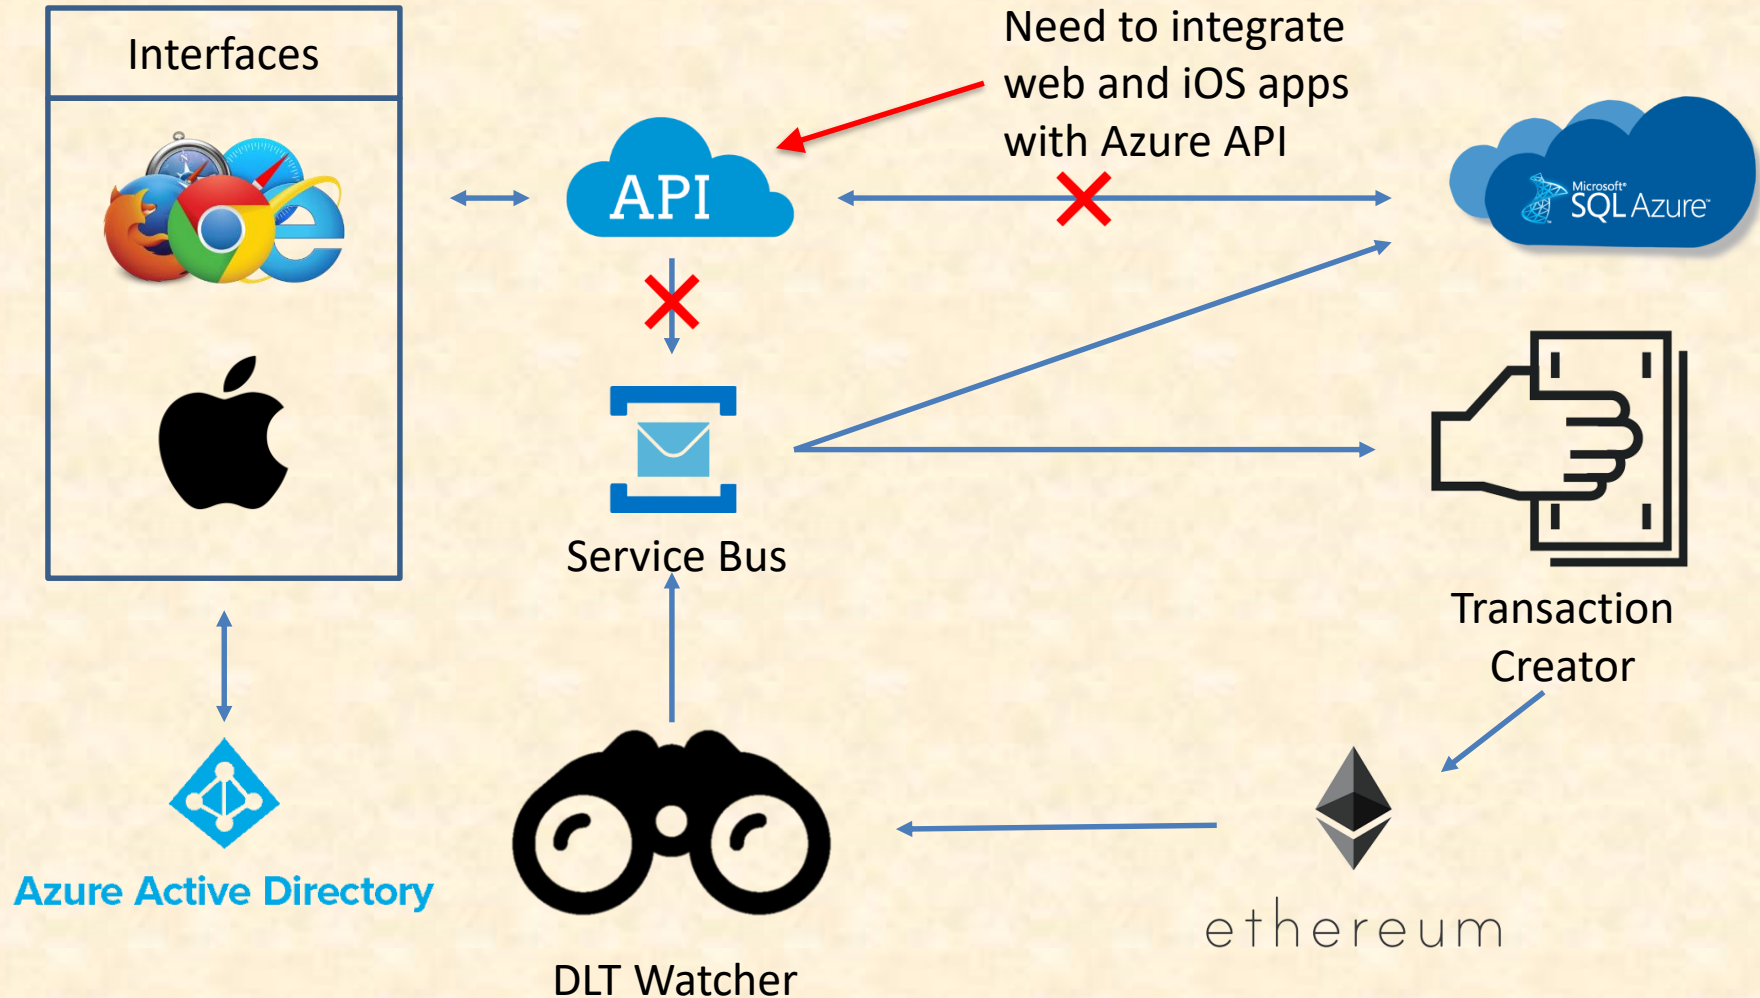 Interfaces
Need to integrate
web and iOS apps
with Azure API
API
Microsoft®
SQL Azure™
Service Bus
Transaction
Creator
Azure Active Directory
ethereum
DLT Watcher